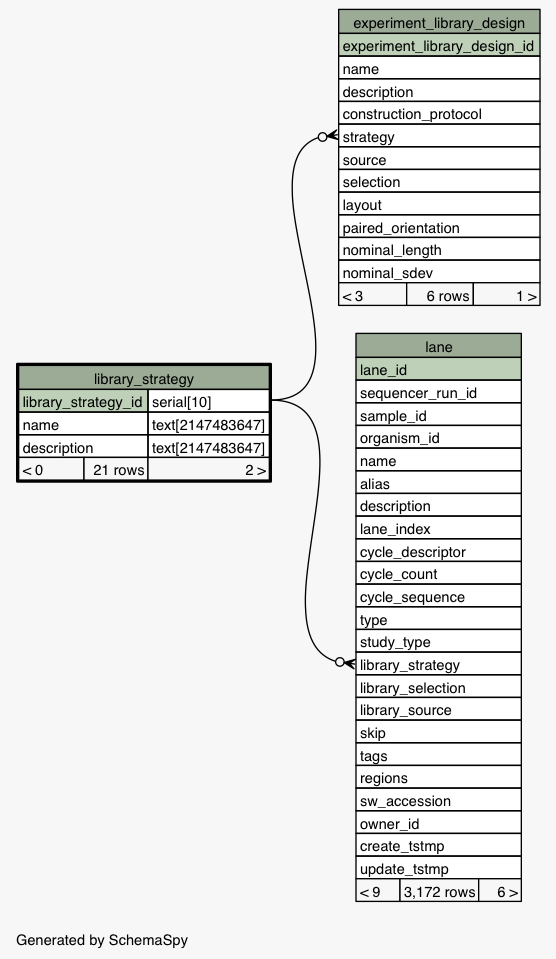 experiment_library_design
experiment_library_design_id
name
description
construction_protocol
strategy
source
selection
layout
paired_orientation
nominal_length
nominal_sdev
< 3 6 rows 1 >
library_strategy
library_strategy_id serial[10]
name text[2147483647]
description text[2147483647]
< 0 21 rows 2 >
lane
lane_id
sequencer_run_id
sample_id
organism_id
name
alias
description
lane_index
cycle_descriptor
cycle_count
cycle_sequence
type
study_type
library_strategy
library_selection
library_source
skip
tags
regions
sw_accession
owner_id
create_tstmp
update_tstmp
< 9 3,172 rows 6 >
Generated by SchemaSpy